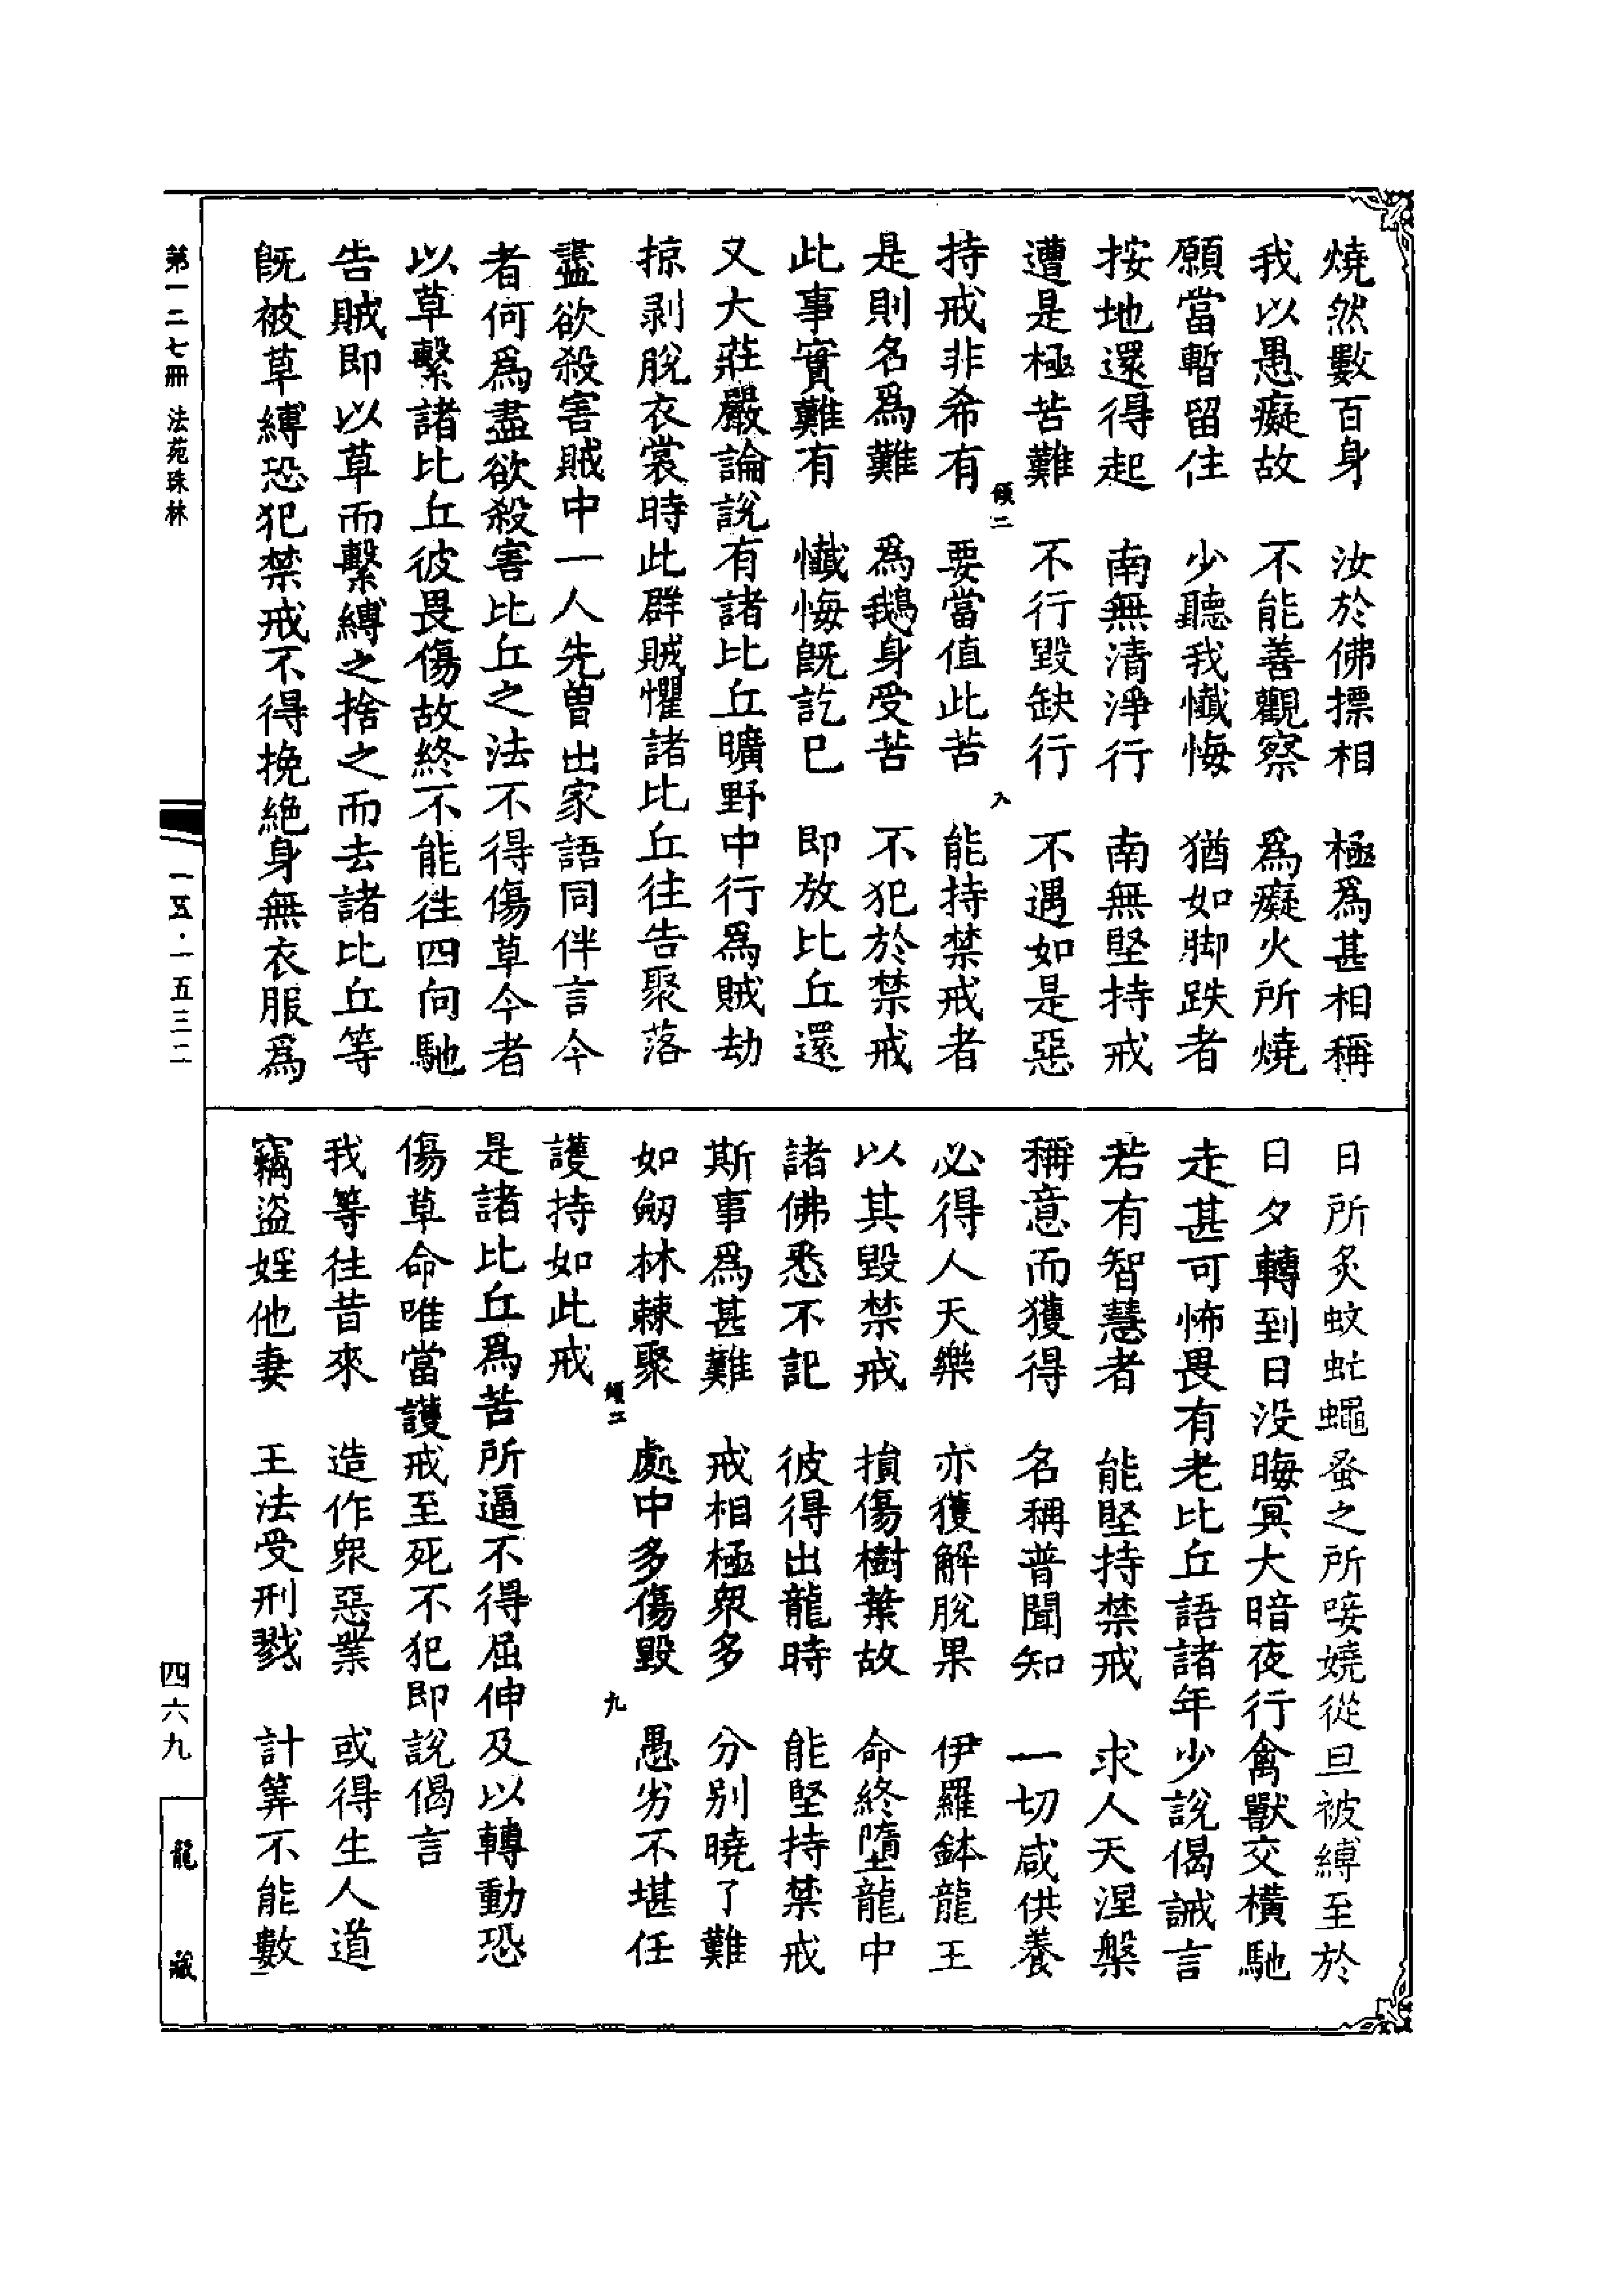 燒然數百身　汝於佛摽相　極爲甚相稱
我以愚癡故　不能善觀察　爲癡火所燒
願當暫留住　少聽我懺悔　猶如脚跌者
按地還得起　南無清淨行　南無堅持戒
遭是極苦難　不行毀缺行　不遇如是惡
傾二　入
持戒非希有　要當值此苦　能持禁戒者
是則名爲難　爲鵝身受苦　不犯於禁戒
此事實難有　懺悔旣訖已　即放比丘還
又大莊嚴論說有諸比丘曠野中行爲賊劫
掠剥脫衣裳時此群賊懼諸比丘往告聚落
盡欲殺害賊中一人先曾出家語同伴言今
者何爲盡欲殺害比丘之法不得傷草今者
以草繫諸比丘彼畏傷故終不能往四向馳
告賊即以草而繫縛之捨之而去諸比丘等
旣被草縛恐犯禁戒不得挽絶身無衣服爲
日所炙蚊虻蠅蚤之所唼嬈從旦被縛至於
日夕轉到日没晦冥大暗夜行禽獸交橫馳
走甚可怖畏有老比丘語諸年少說偈誡言
若有智慧者　能堅持禁戒　求人天涅槃
稱意而獲得　名稱普聞知　一切咸供養
必得人天樂　亦獲解脫果　伊羅鉢龍王
以其毀禁戒　損傷樹葉故　命終墮龍中
諸佛悉不記　彼得出龍時　能堅持禁戒
斯事爲甚難　戒相極衆多　分别曉了難
如劒林棘聚　處中多傷毀　愚劣不堪任
傾二　九
護持如此戒
是諸比丘爲苦所逼不得屈伸及以轉動恐
傷草命唯當護戒至死不犯即說偈言
我等往昔來　造作衆惡業　或得生人道
竊盜婬他妻　王法受刑戮　計筭不能數
第一二七冊　法苑珠林
一五·一五三二
四六九
龍藏